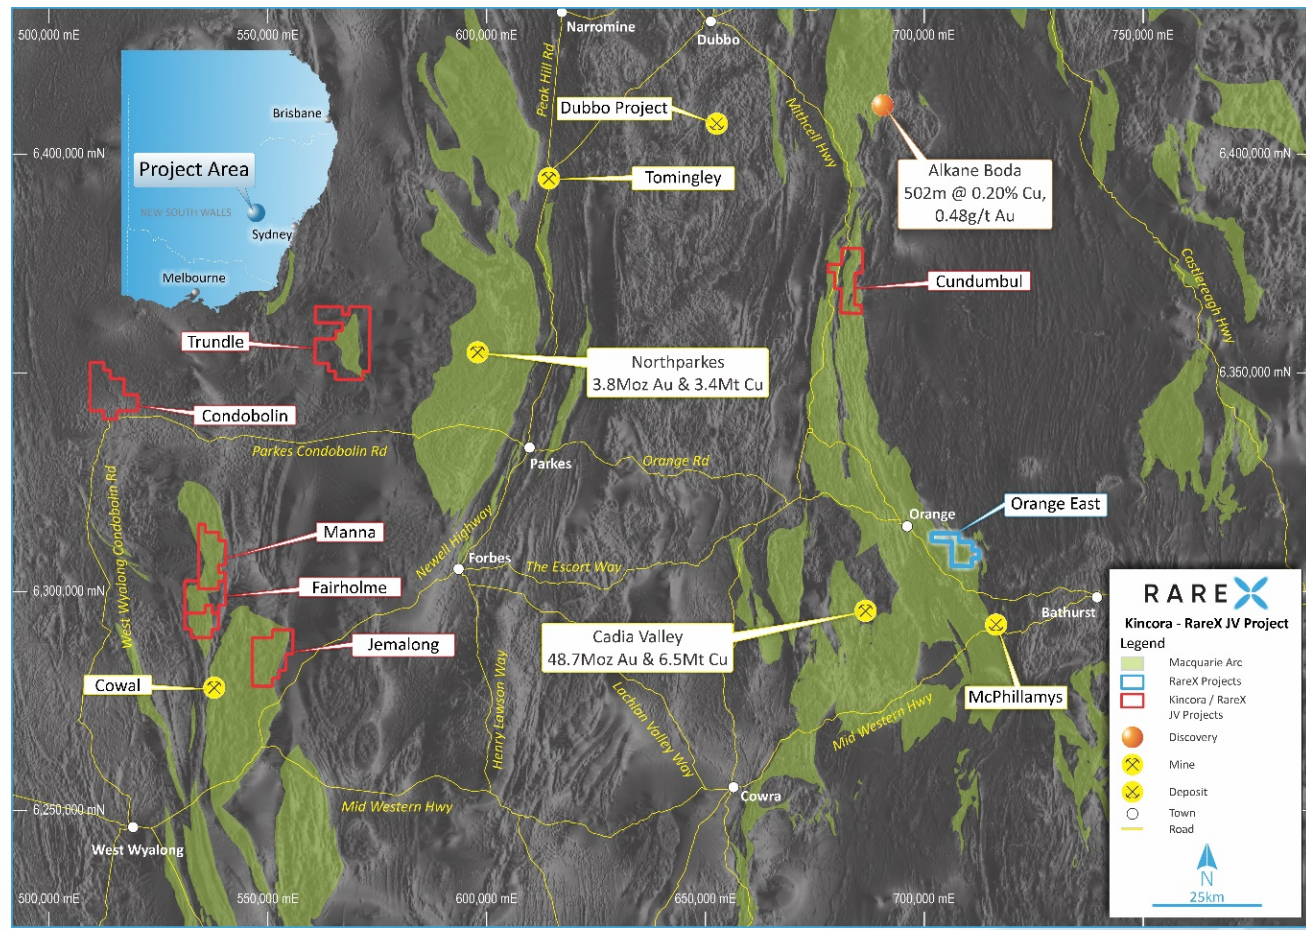 500,000 mE
550,000 mE
600,000 mE
700,000 mE
750,000 mE
Narromine
Dubbo
Peak Hill Rd
Mithcell Hwy
Brisbane
Project Area
NEW SOUTH WALES
Sydney
Melbourne
Dubbo Project
6,400,000 mN
6,400,000 mN
Tomingley
Alkane Boda
502m @ 0.20% Cu,
0.48g/t Au
Castlereagh Hwy
Cundumbul
Trundle
Northparkes
3.8Moz Au & 3.4Mt Cu
6,350,000 mN
Condobolin
Parkes Condobolin Rd
Parkes
Orange Rd
West Wyalong Condobolin Rd
Orange East
Orange
Manna
Newell Highway
Forbes
The Escort Way
6,300,000 mN
Fairholme
Bathurst
Jemalong
Cadia Valley
48.7Moz Au & 6.5Mt Cu
Cowal
McPhillamys
Henry Lawson Way
Lachlan Valley Way
Mid Western Hwy
Mid Western Hwy
Cowra
6,250,000 mN
West Wyalong
500,000 mE
550,000 mE
600,000 mE
650,000 mE
700,000 mE
RAREX
Kincora - RareX JV Project
Legend
Macquarie Arc
RareX Projects
Kincora / RareX
JV Projects
Discovery
Mine
Deposit
Town
Road
N
25km